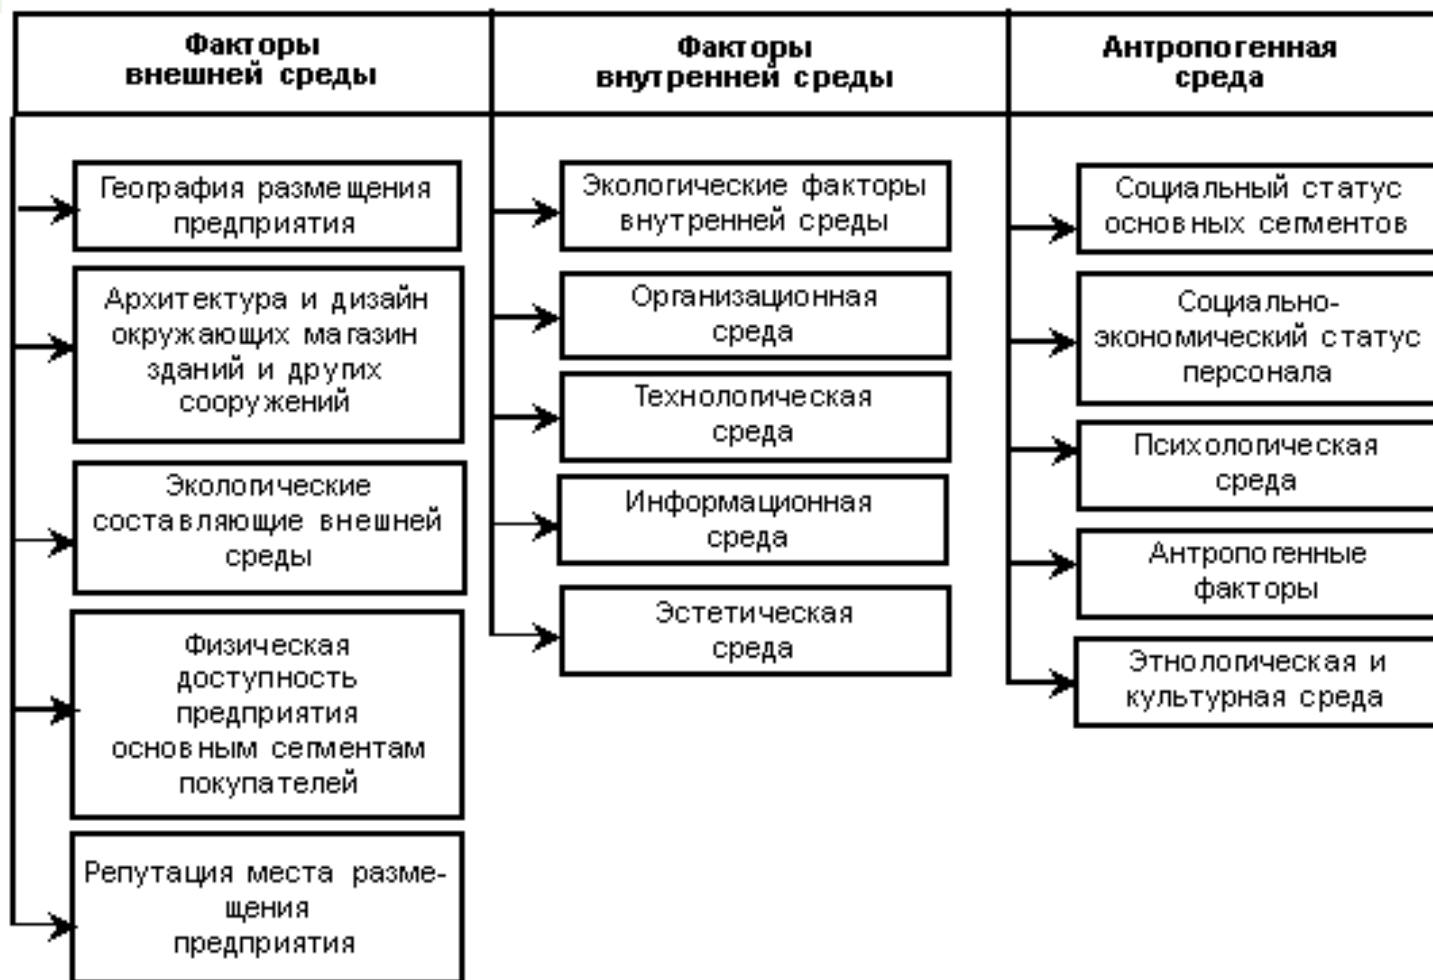 Факторы
внешней среды
География размещения
предприятия
Архитектура и дизайн
окружающих магазин
зданий и других
сооружений
Экологические
составляющие внешней
среды
Физическая
доступность
предприятия
основным сегментам
покупателей
Репутация места разме-
щения
предприятия
Факторы
внутренней среды
Экологические факторы
внутренней среды
Организационная
среда
Технологическая
среда
Информационная
среда
Эстетическая
среда
Антропогенная
среда
Социальный статус
основных сегментов
Социально-
экономический статус
персонала
Психологическая
среда
Антропогенные
факторы
Этнологическая и
культурная среда